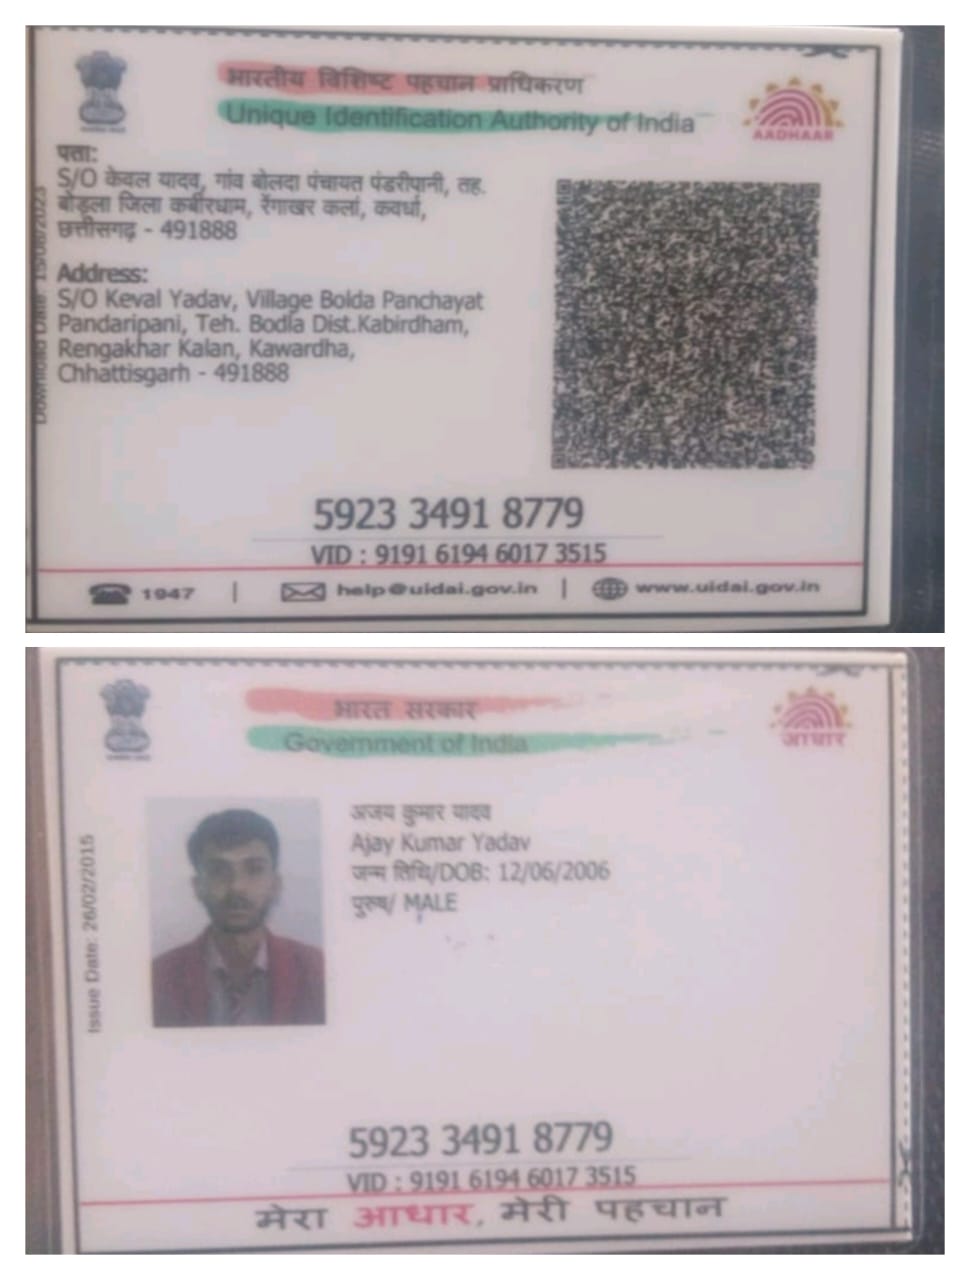 भारतीय विशिष्ट पहचान प्राधिकरण
Unique Identification Authority of India
AADHAAR
पता:
S/O केवल यादव, गांव बोलदा पंचायत पंडरीपानी, तह.
बोड़ला जिला कबीरधाम, रेंगाखर कलां, कवर्धा,
छत्तीसगढ़ - 491888
Address:
S/O Keval Yadav, Village Bolda Panchayat
Pandaripani, Teh. Bodla Dist.Kabirdham,
Rengakhar Kalan, Kawardha,
Chhattisgarh - 491888
Download Date: 19/08/2023
5923 3491 8779
VID : 9191 6194 6017 3515
1947 | help@uidai.gov.in | www.uidai.gov.in
भारत सरकार
Government of India
आधार
Issue Date: 26/02/2015
अजय कुमार यादव
Ajay Kumar Yadav
जन्म तिथि/DOB: 12/06/2006
पुरुष/ MALE
5923 3491 8779
VID : 9191 6194 6017 3515
मेरा आधार, मेरी पहचान